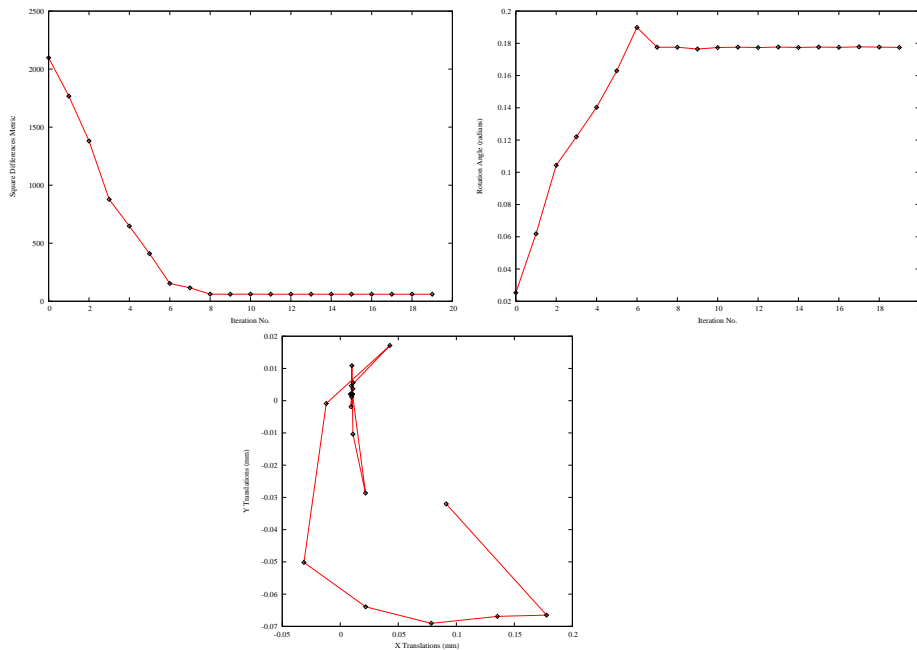 2500
2000
1500
1000
500
0
Square Differences Metric
0 2 4 6 8 10 12 14 16 18 20
Iteration No.
0.2
0.18
0.16
0.14
0.12
0.1
0.08
0.06
0.04
0.02
Rotation Angle (radians)
0 2 4 6 8 10 12 14 16 18
Iteration No.
0.02
0.01
0
-0.01
-0.02
-0.03
-0.04
-0.05
-0.06
-0.07
Y Translations (mm)
-0.05 0 0.05 0.1 0.15 0.2
X Translations (mm)